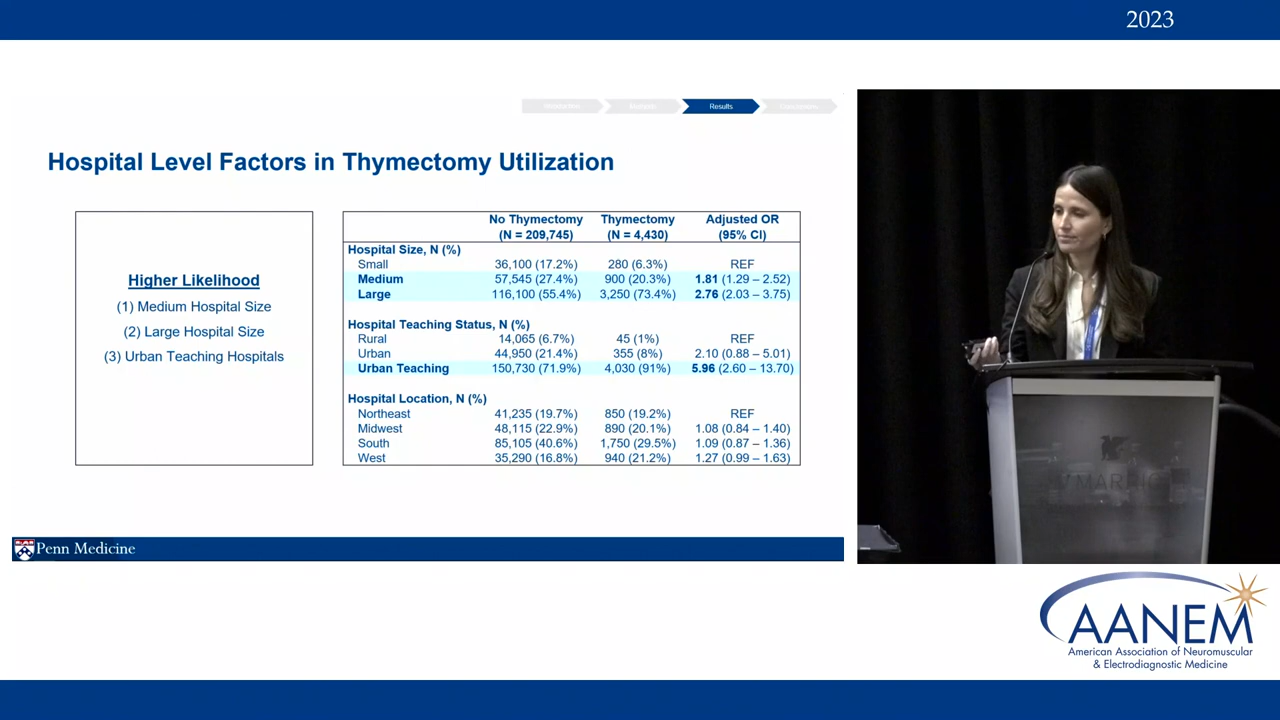 2023
Results
Hospital Level Factors in Thymectomy Utilization
Higher Likelihood
(1) Medium Hospital Size
(2) Large Hospital Size
(3) Urban Teaching Hospitals
No Thymectomy Thymectomy Adjusted OR
(N = 209,745) (N = 4,430) (95% CI)
Hospital Size, N (%)
Small 36,100 (17.2%) 280 (6.3%) REF
Medium 57,545 (27.4%) 900 (20.3%) 1.81 (1.29 – 2.52)
Large 116,100 (55.4%) 3,250 (73.4%) 2.76 (2.03 – 3.75)
Hospital Teaching Status, N (%)
Rural 14,065 (6.7%) 45 (1%) REF
Urban 44,950 (21.4%) 355 (8%) 2.10 (0.88 – 5.01)
Urban Teaching 150,730 (71.9%) 4,030 (91%) 5.96 (2.60 – 13.70)
Hospital Location, N (%)
Northeast 41,235 (19.7%) 850 (19.2%) REF
Midwest 48,115 (22.9%) 890 (20.1%) 1.08 (0.84 – 1.40)
South 85,105 (40.6%) 1,750 (29.5%) 1.09 (0.87 – 1.36)
West 35,290 (16.8%) 940 (21.2%) 1.27 (0.99 – 1.63)
Penn Medicine
AANEM
American Association of Neuromuscular
& Electrodiagnostic Medicine